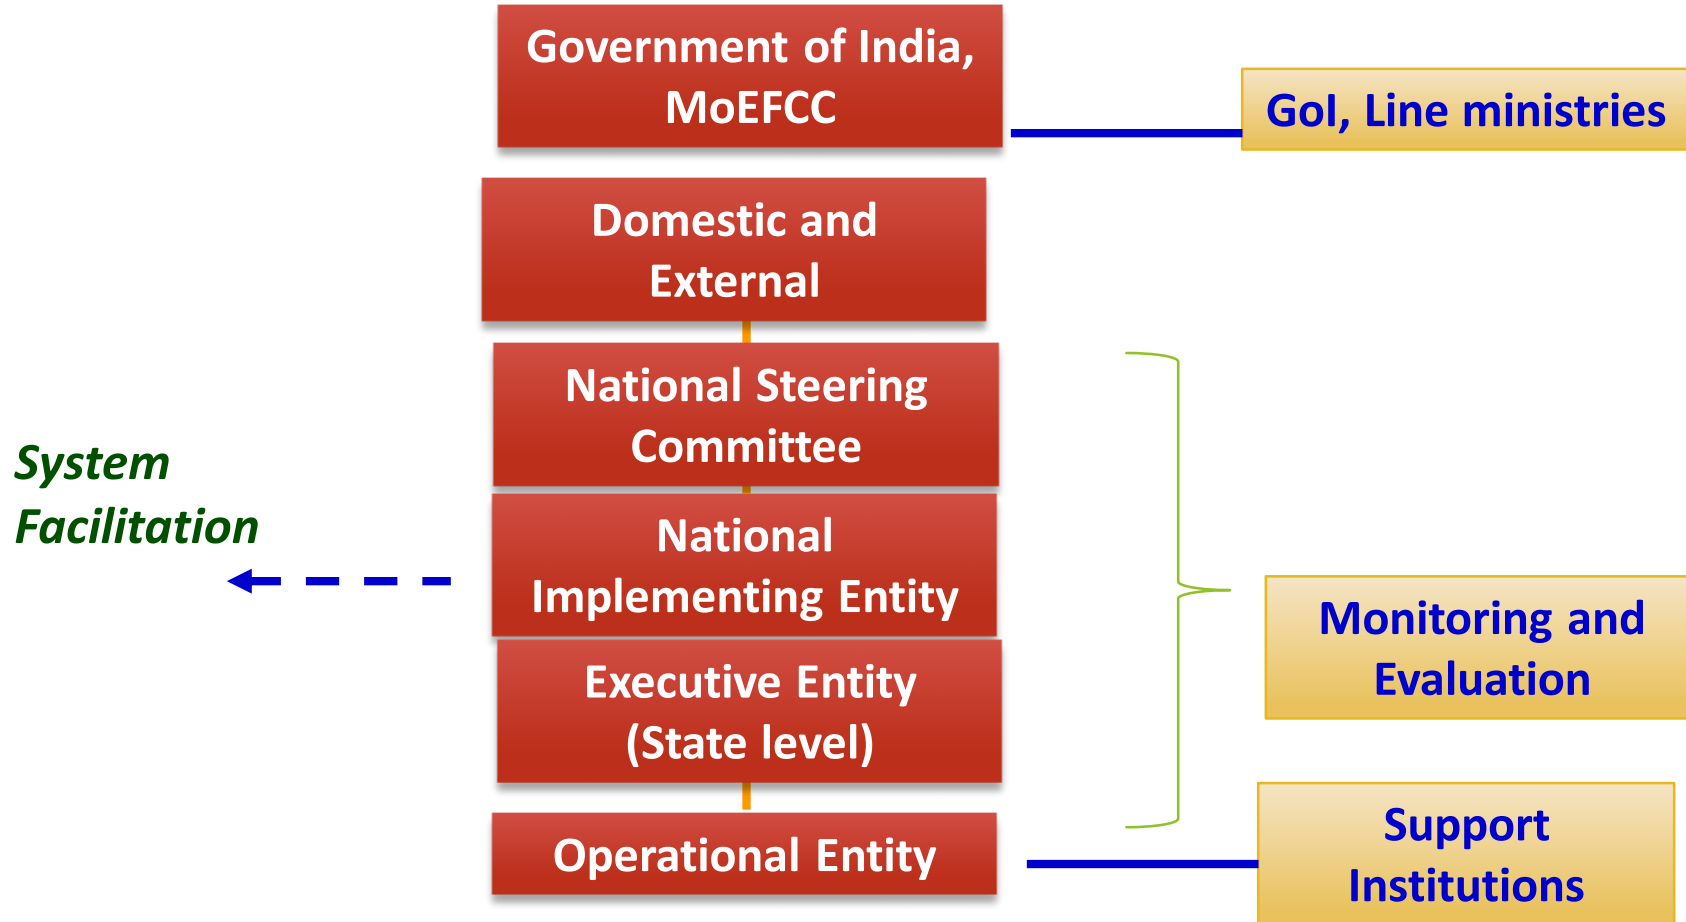 Government of India,
MoEFCC
GoI, Line ministries
Domestic and
External
National Steering
Committee
System
Facilitation
National
Implementing Entity
Monitoring and
Evaluation
Executive Entity
(State level)
Operational Entity
Support
Institutions